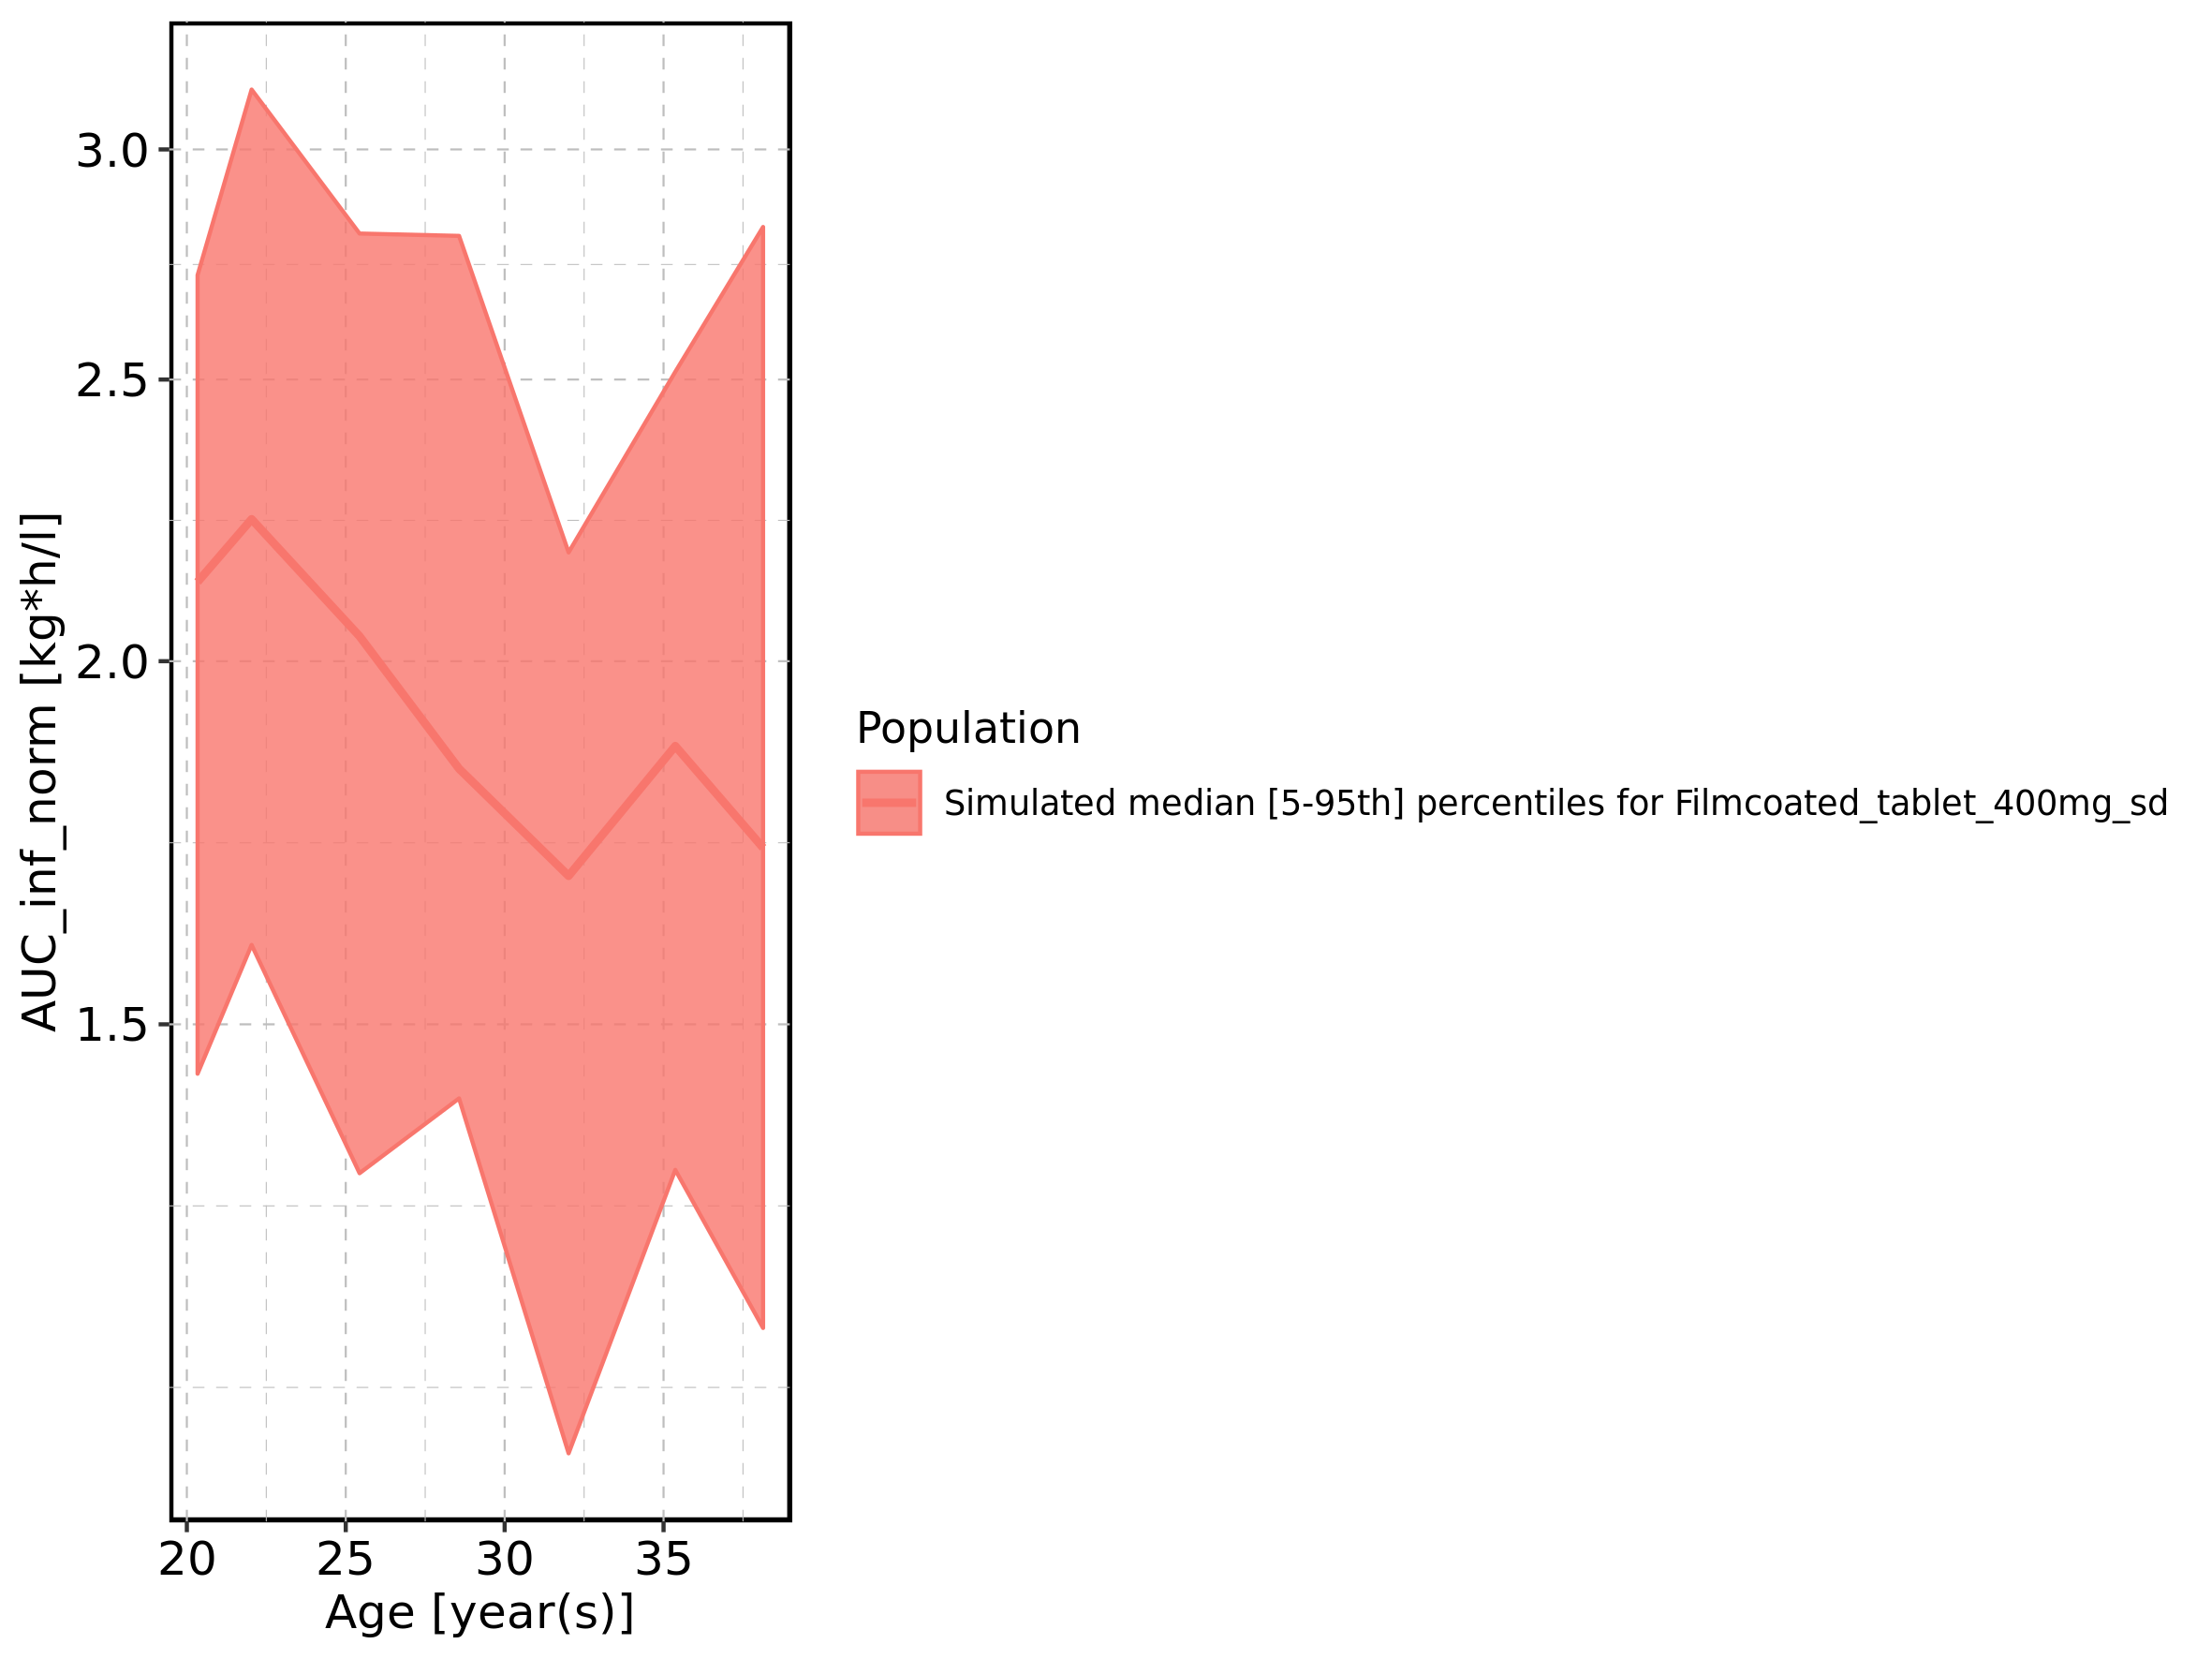 AUC_inf_norm [kg*h/l]
3.0
2.5
2.0
1.5
20 25 30 35
Age [year(s)]
Population
Simulated median [5-95th] percentiles for Filmcoated_tablet_400mg_sd